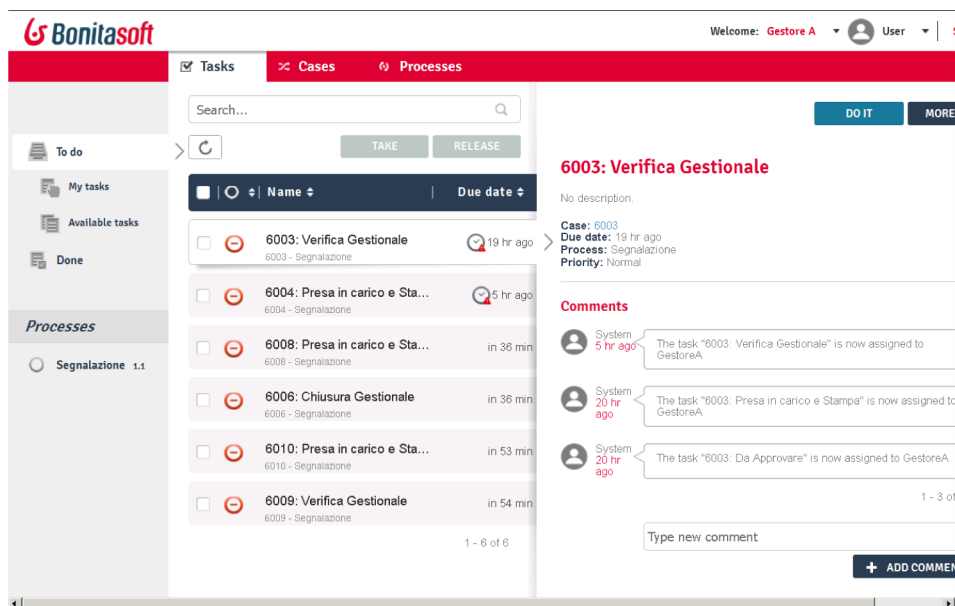 Bonitasoft
Welcome: Gestore A
User
Tasks
Cases
Processes
Search...
DO IT
MORE
To do
TAKE
RELEASE
6003: Verifica Gestionale
My tasks
Name
Due date
No description.
Available tasks
Case: 6003
Due date: 19 hr ago
Process: Segnalazione
Priority: Normal
6003: Verifica Gestionale
19 hr ago
6003 - Segnalazione
Done
6004: Presa in carico e Sta...
5 hr ago
6004 - Segnalazione
Comments
Processes
System
5 hr ago
The task "6003: Verifica Gestionale" is now assigned to
GestoreA
6008: Presa in carico e Sta...
in 36 min
6008 - Segnalazione
Segnalazione 1.1
6006: Chiusura Gestionale
in 36 min
6006 - Segnalazione
System
20 hr
ago
The task "6003: Presa in carico e Stampa" is now assigned to
GestoreA
6010: Presa in carico e Sta...
in 53 min
6010 - Segnalazione
System
20 hr
ago
The task "6003: Da Approvare" is now assigned to GestoreA
6009: Verifica Gestionale
in 54 min
6009 - Segnalazione
1 - 3 of
1 - 6 of 6
Type new comment
+ ADD COMMEN